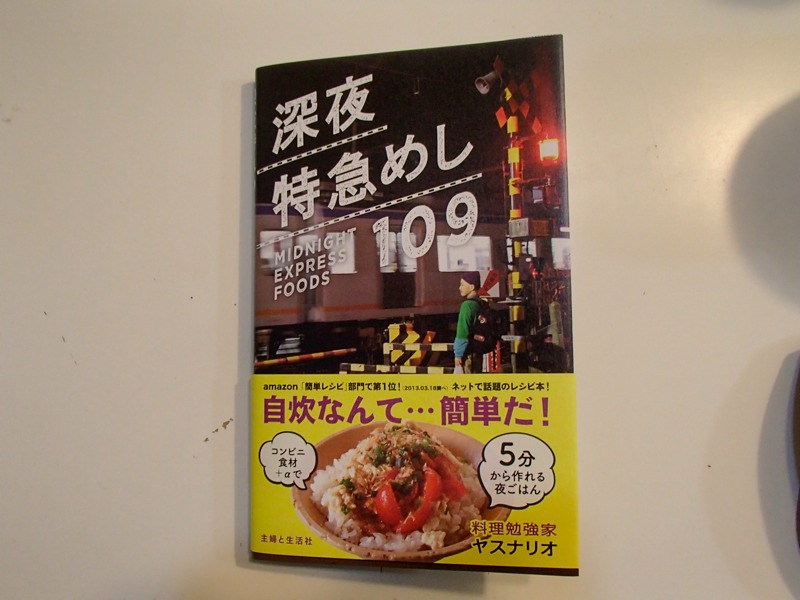 深夜
特急めし
109
MIDNIGHT
EXPRESS
FOODS
amazon「簡単レシピ」部門で第1位!(2013.03.18調べ) ネットで話題のレシピ本!
自炊なんて…簡単だ!
コンビニ
食材
+αで
5分
から作れる
夜ごはん
料理勉強家
ヤスナリオ
主婦と生活社